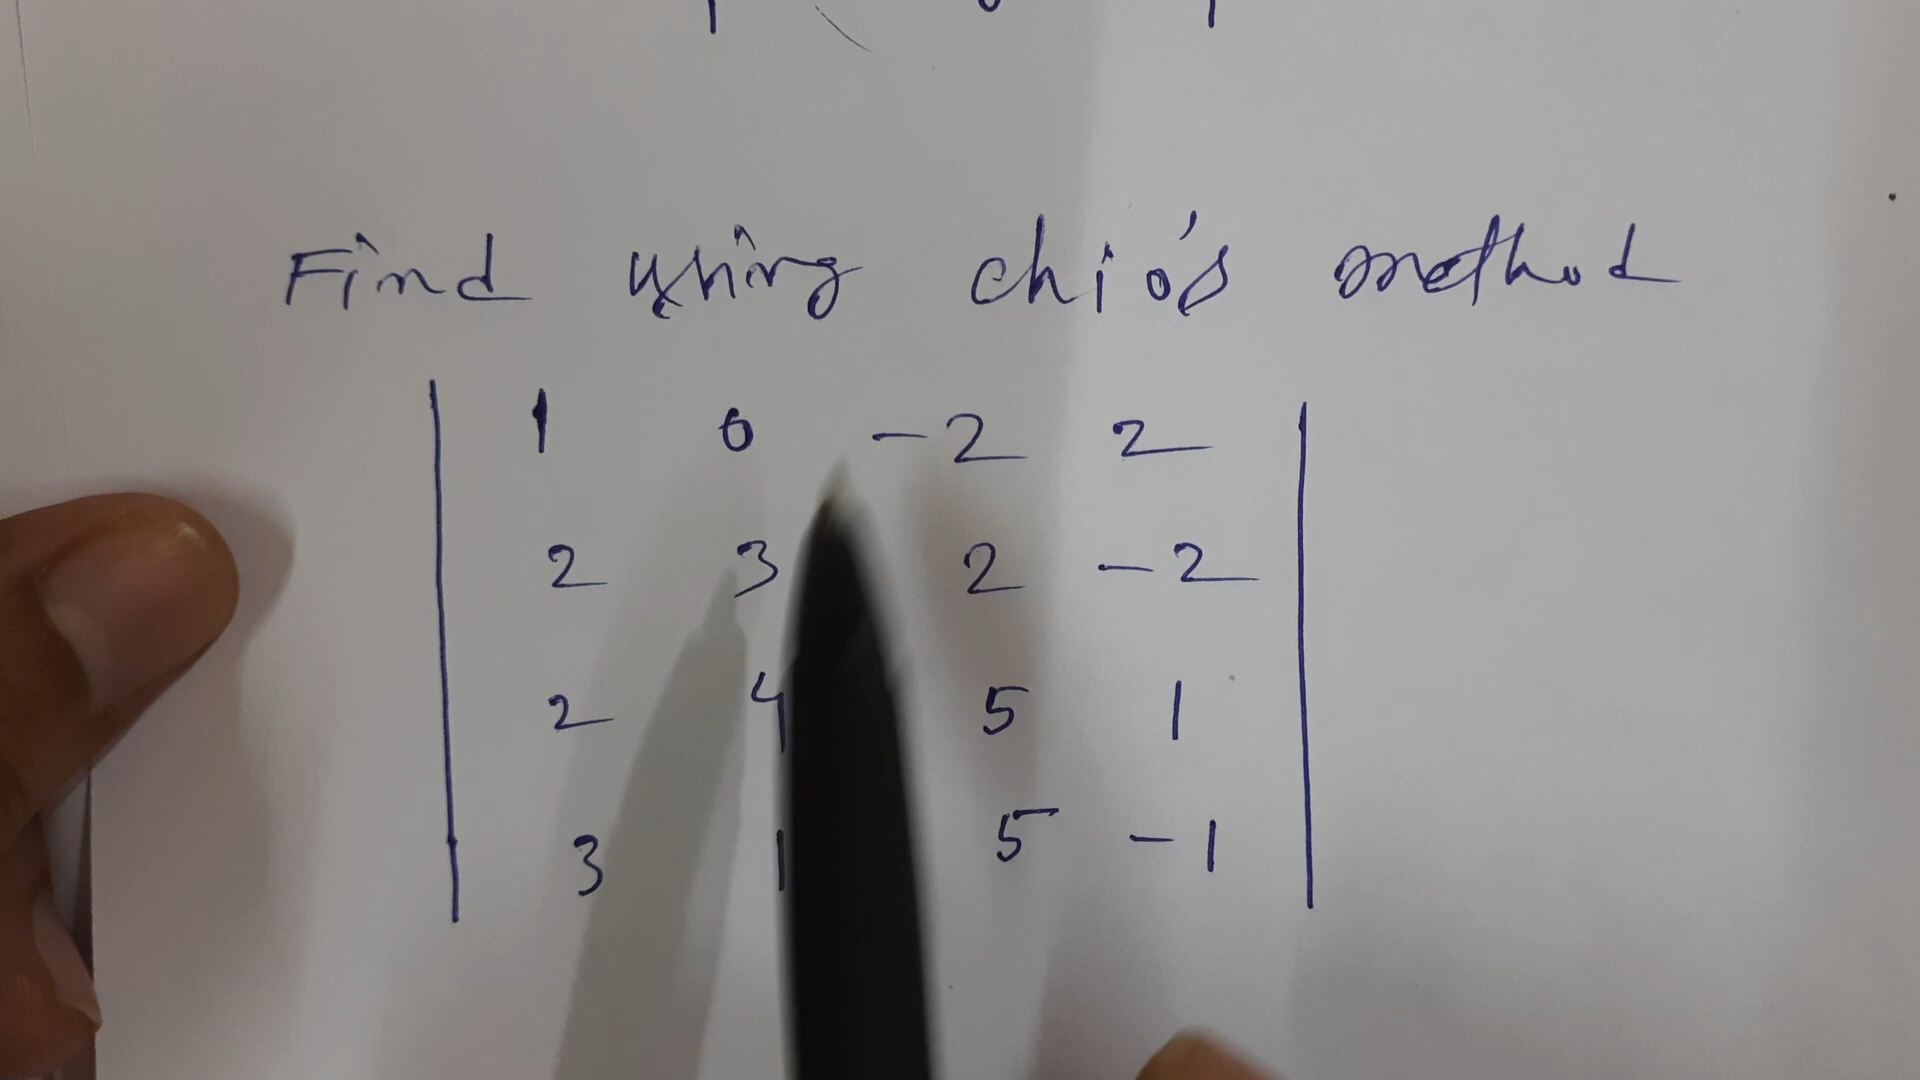 Find using chio's method
1 0 -2 2
2 3 2 -2
2 4 5 1
3 1 5 -1